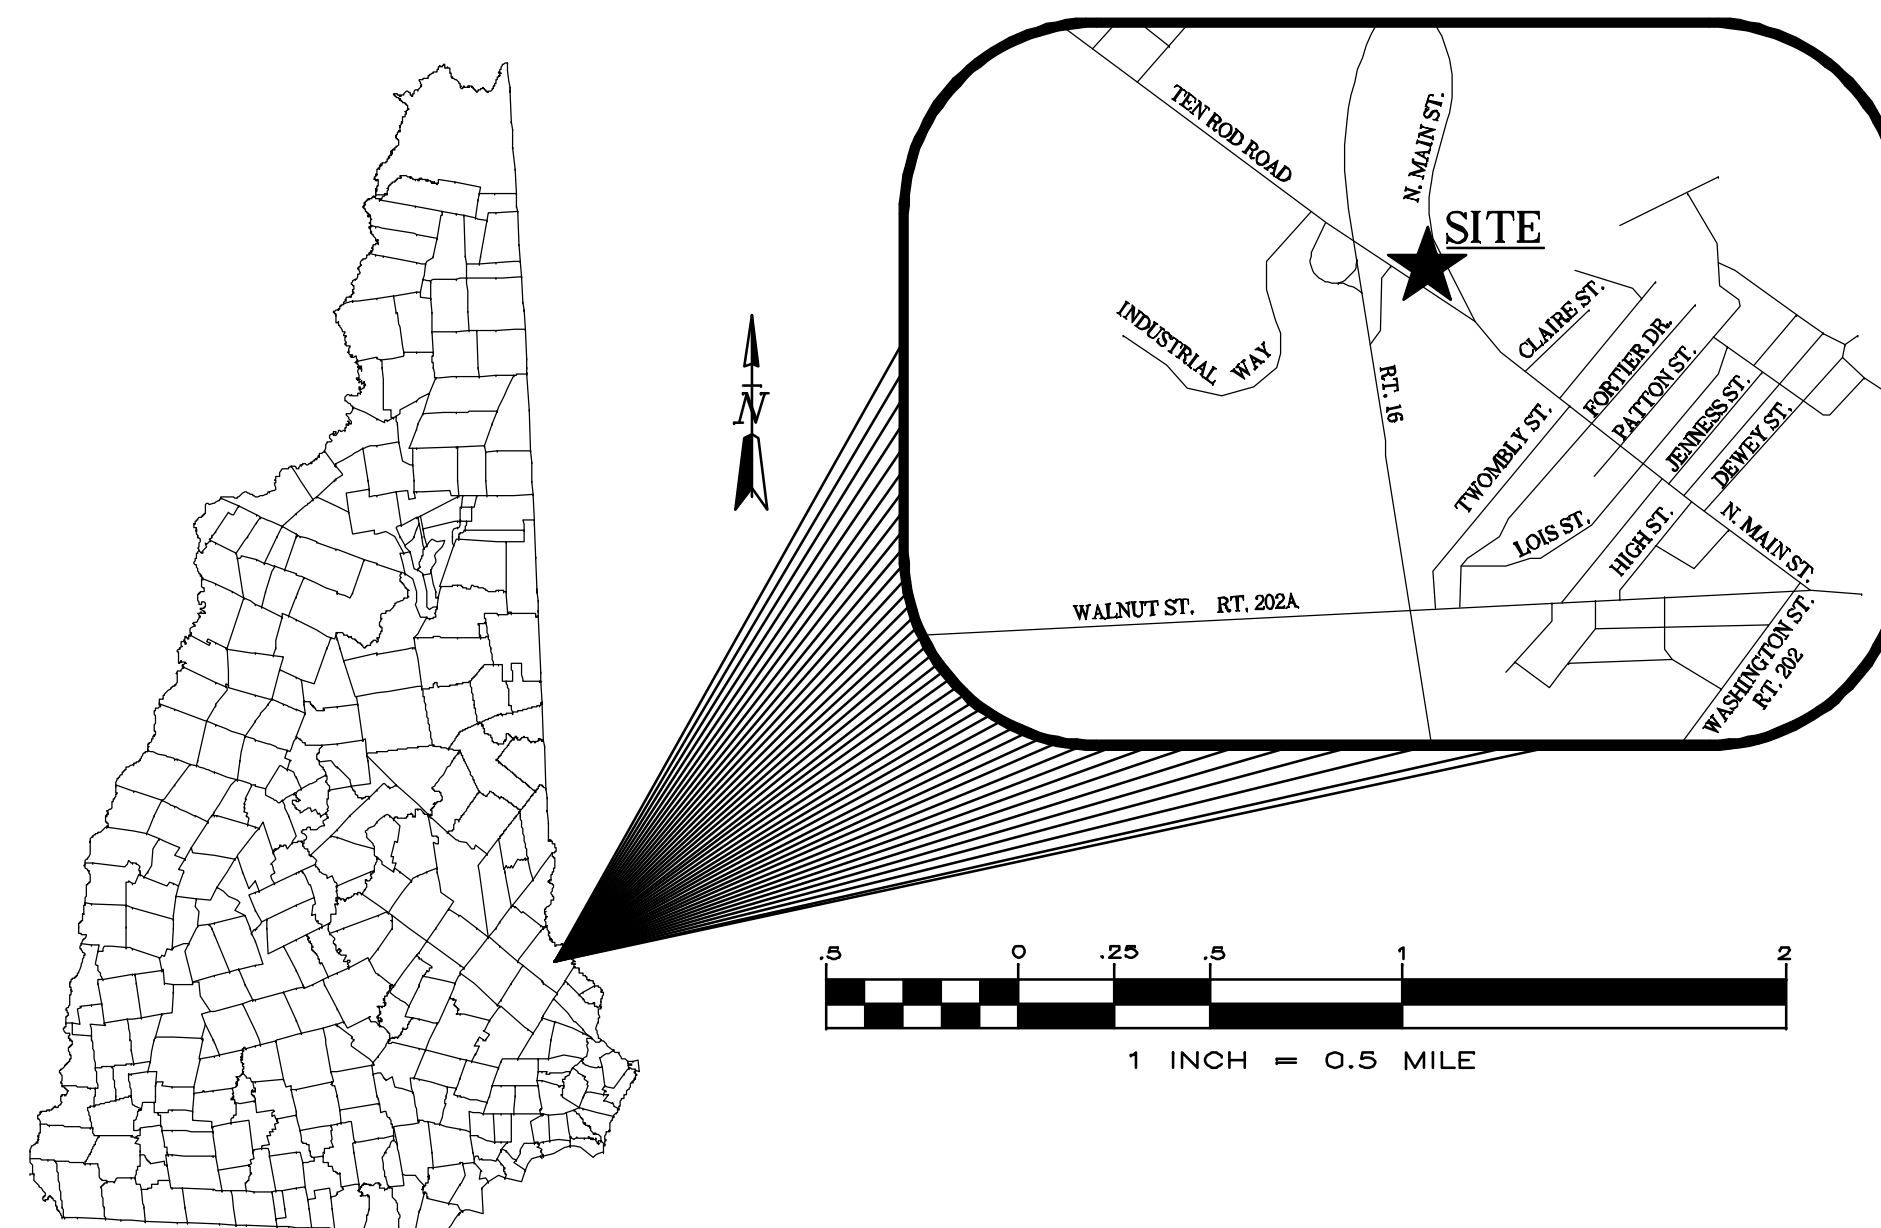 TEN ROD ROAD
N. MAIN ST.
SITE
INDUSTRIAL WAY
RT. 16
CLAIRE ST.
FORTIER DR.
PATTON ST.
TWOMBLY ST.
JENNESS ST.
DEWEY ST.
LOIS ST.
HIGH ST.
N. MAIN ST.
WALNUT ST. RT. 202A
WASHINGTON ST.
RT. 202
N
.5 0 .25 .5 1 2
1 INCH = 0.5 MILE